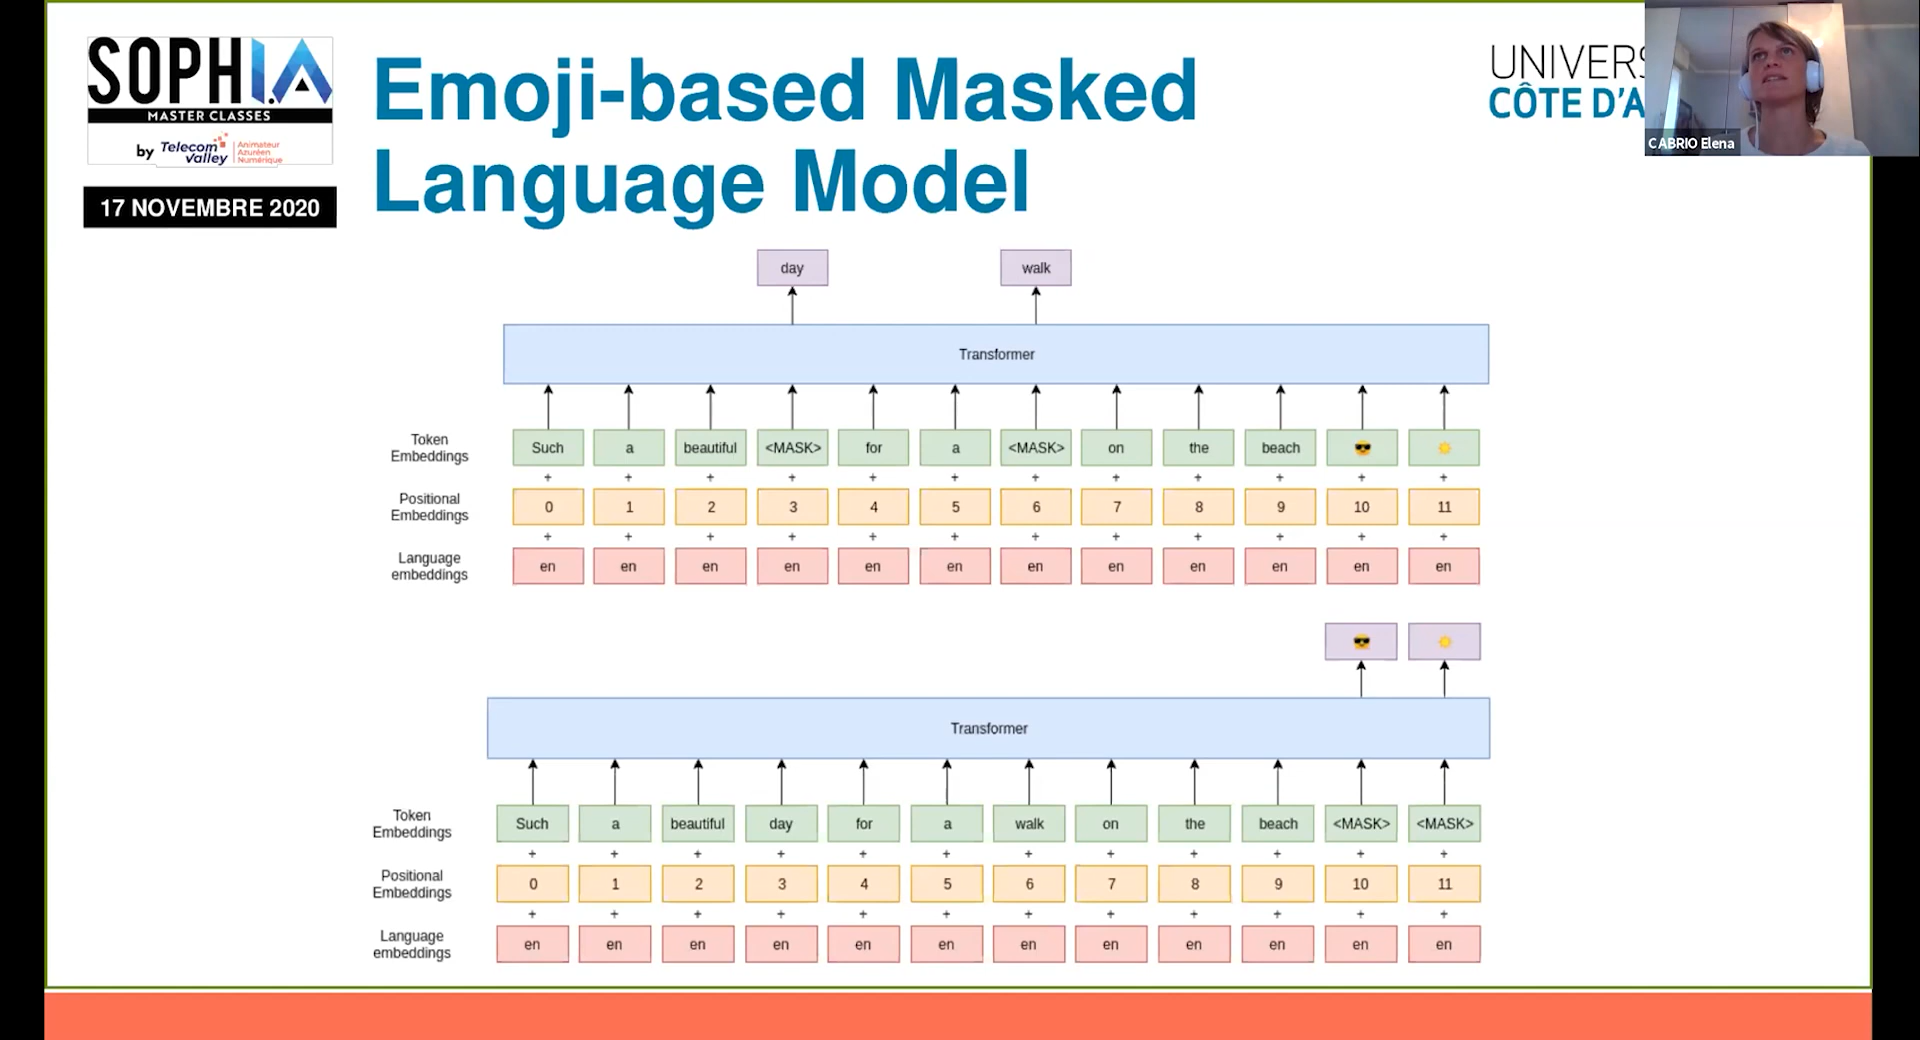 SOPHI.A
MASTER CLASSES
by Telecom Valley
Animateur
Azuréen
Numérique
17 NOVEMBRE 2020
Emoji-based Masked
Language Model
UNIVERS
CÔTE D'A
CABRIO Elena
day walk
Transformer
Token
Embeddings
Such a beautiful <MASK> for a <MASK> on the beach 😎 ☀️
+ + + + + + + + + + + +
Positional
Embeddings
0 1 2 3 4 5 6 7 8 9 10 11
+ + + + + + + + + + + +
Language
embeddings
en en en en en en en en en en en en
😎 ☀️
Transformer
Token
Embeddings
Such a beautiful day for a walk on the beach <MASK> <MASK>
+ + + + + + + + + + + +
Positional
Embeddings
0 1 2 3 4 5 6 7 8 9 10 11
+ + + + + + + + + + + +
Language
embeddings
en en en en en en en en en en en en